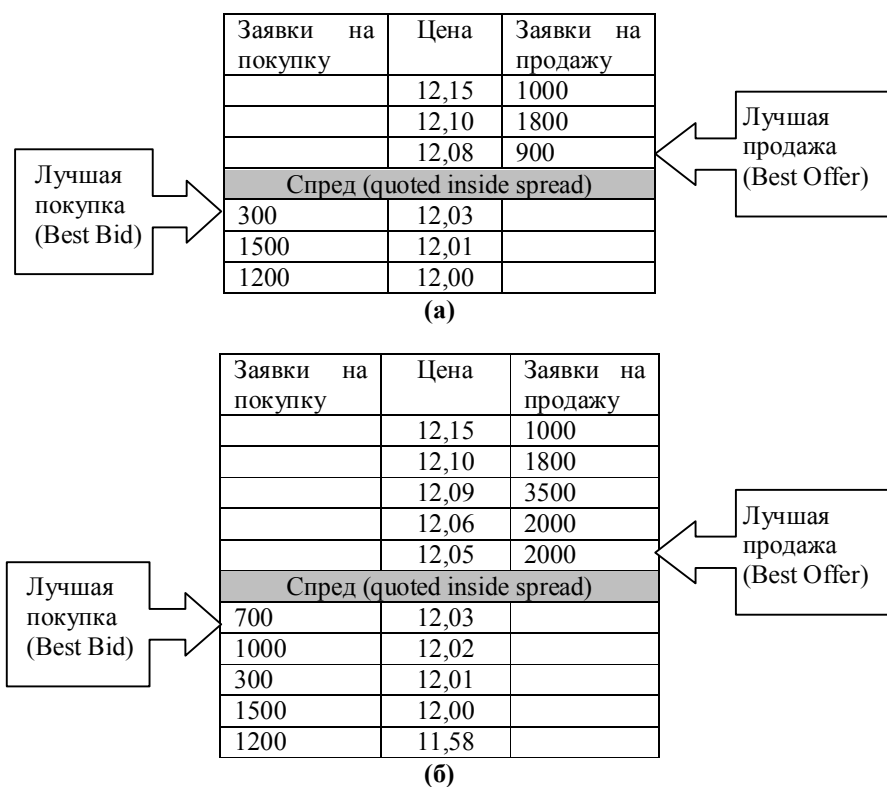 Заявки на Цена Заявки на
покупку продажу
12,15 1000
12,10 1800
12,08 900
Лучшая
продажа
(Best Offer)
Спред (quoted inside spread)
Лучшая
покупка
(Best Bid)
300 12,03
1500 12,01
1200 12,00
(а)
Заявки на Цена Заявки на
покупку продажу
12,15 1000
12,10 1800
12,09 3500
12,06 2000
12,05 2000
Лучшая
продажа
(Best Offer)
Спред (quoted inside spread)
Лучшая
покупка
(Best Bid)
700 12,03
1000 12,02
300 12,01
1500 12,00
1200 11,58
(б)